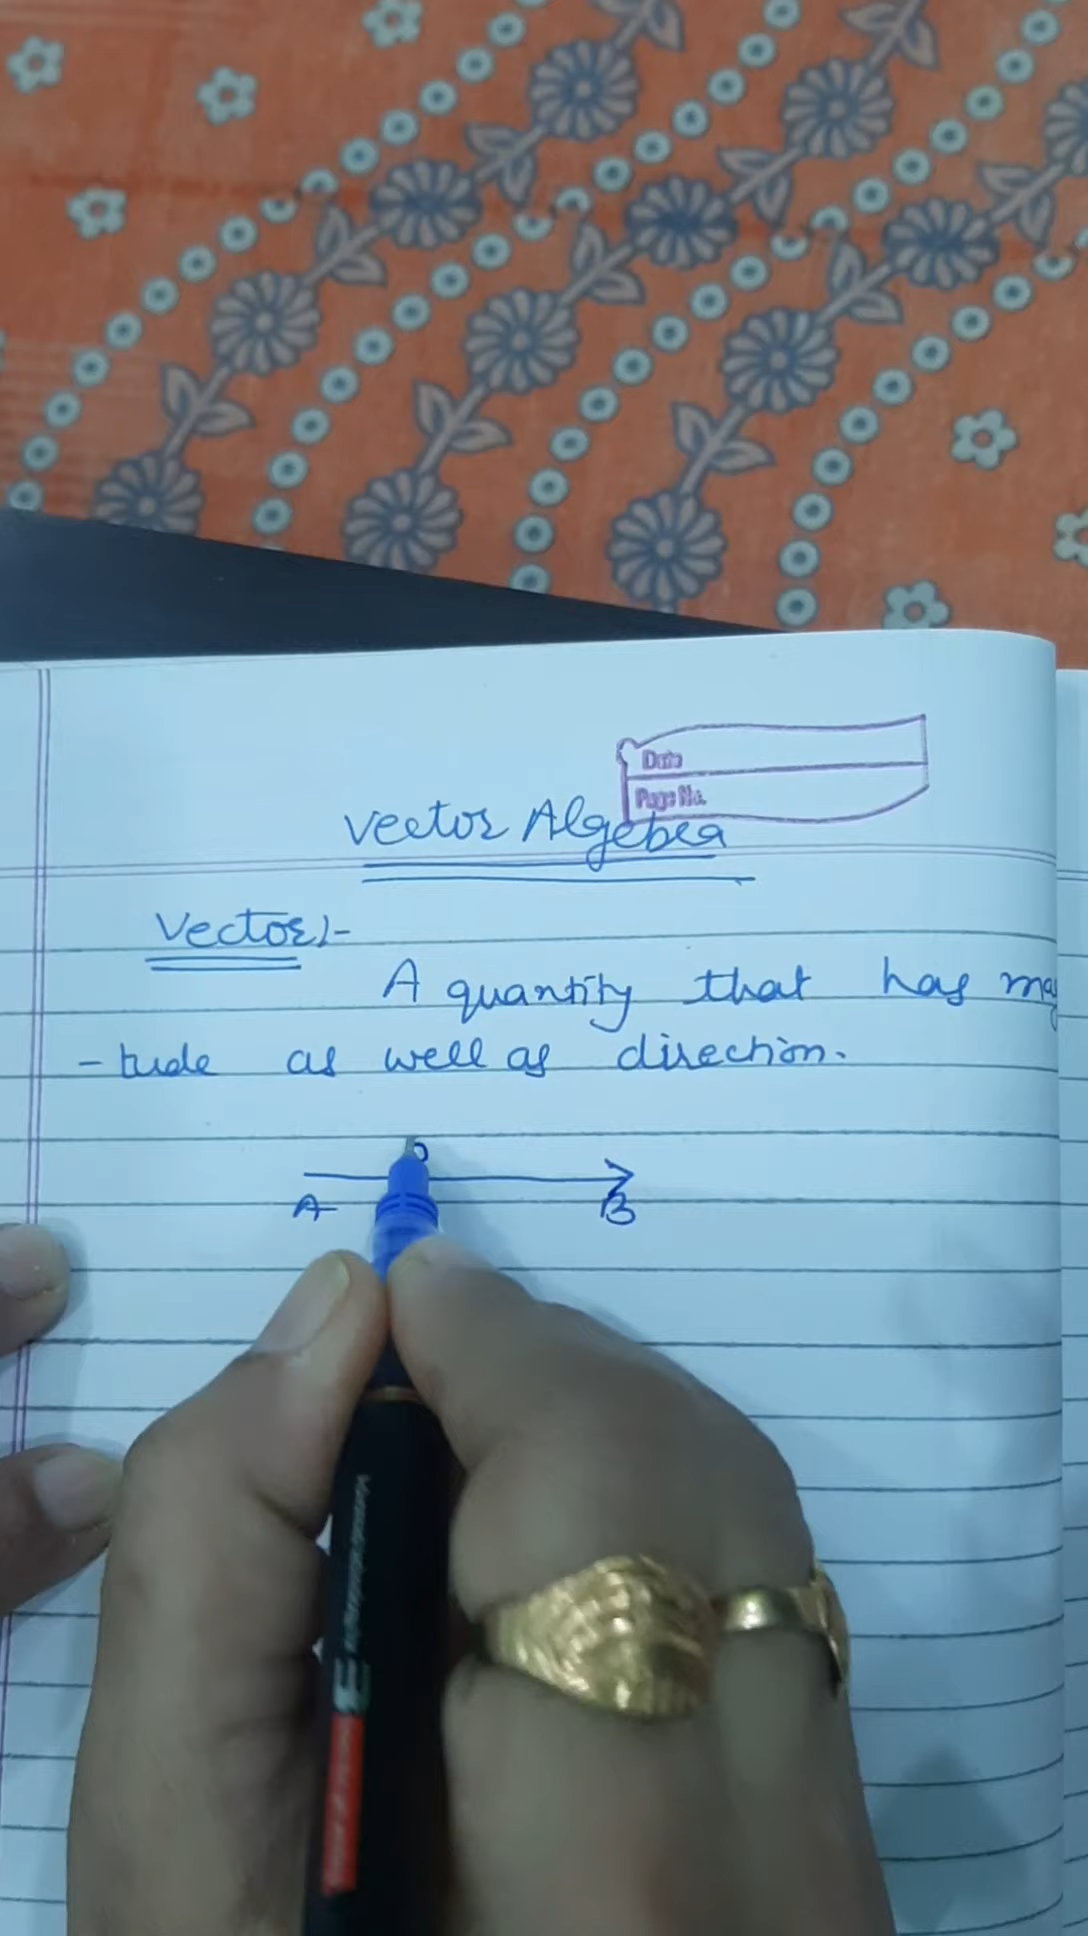 Date
Page No.
Vector Algebra
Vector:-
A quantity that has mag
-tude as well as direction.
A B